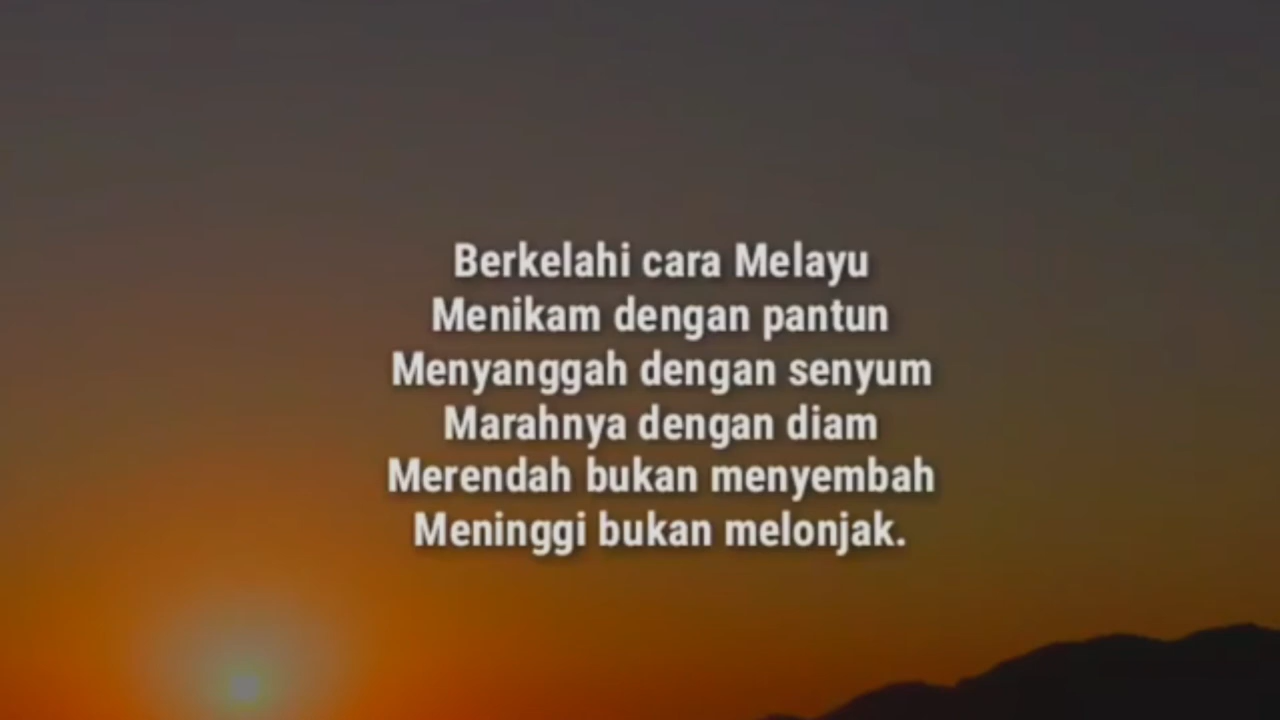 Berkelahi cara Melayu
Menikam dengan pantun
Menyanggah dengan senyum
Marahnya dengan diam
Merendah bukan menyembah
Meninggi bukan melonjak.